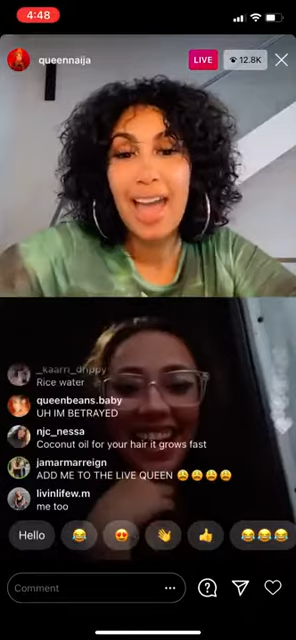 4:48
queennaija
LIVE
12.8K
_kaarri_drippy
Rice water
queenbeans.baby
UH IM BETRAYED
njc_nessa
Coconut oil for your hair it grows fast
jamarmarreign
ADD ME TO THE LIVE QUEEN 😩😩😩😩
livinlifew.m
me too
Hello 😂 😍 👋 👍 😂😂😂
Comment